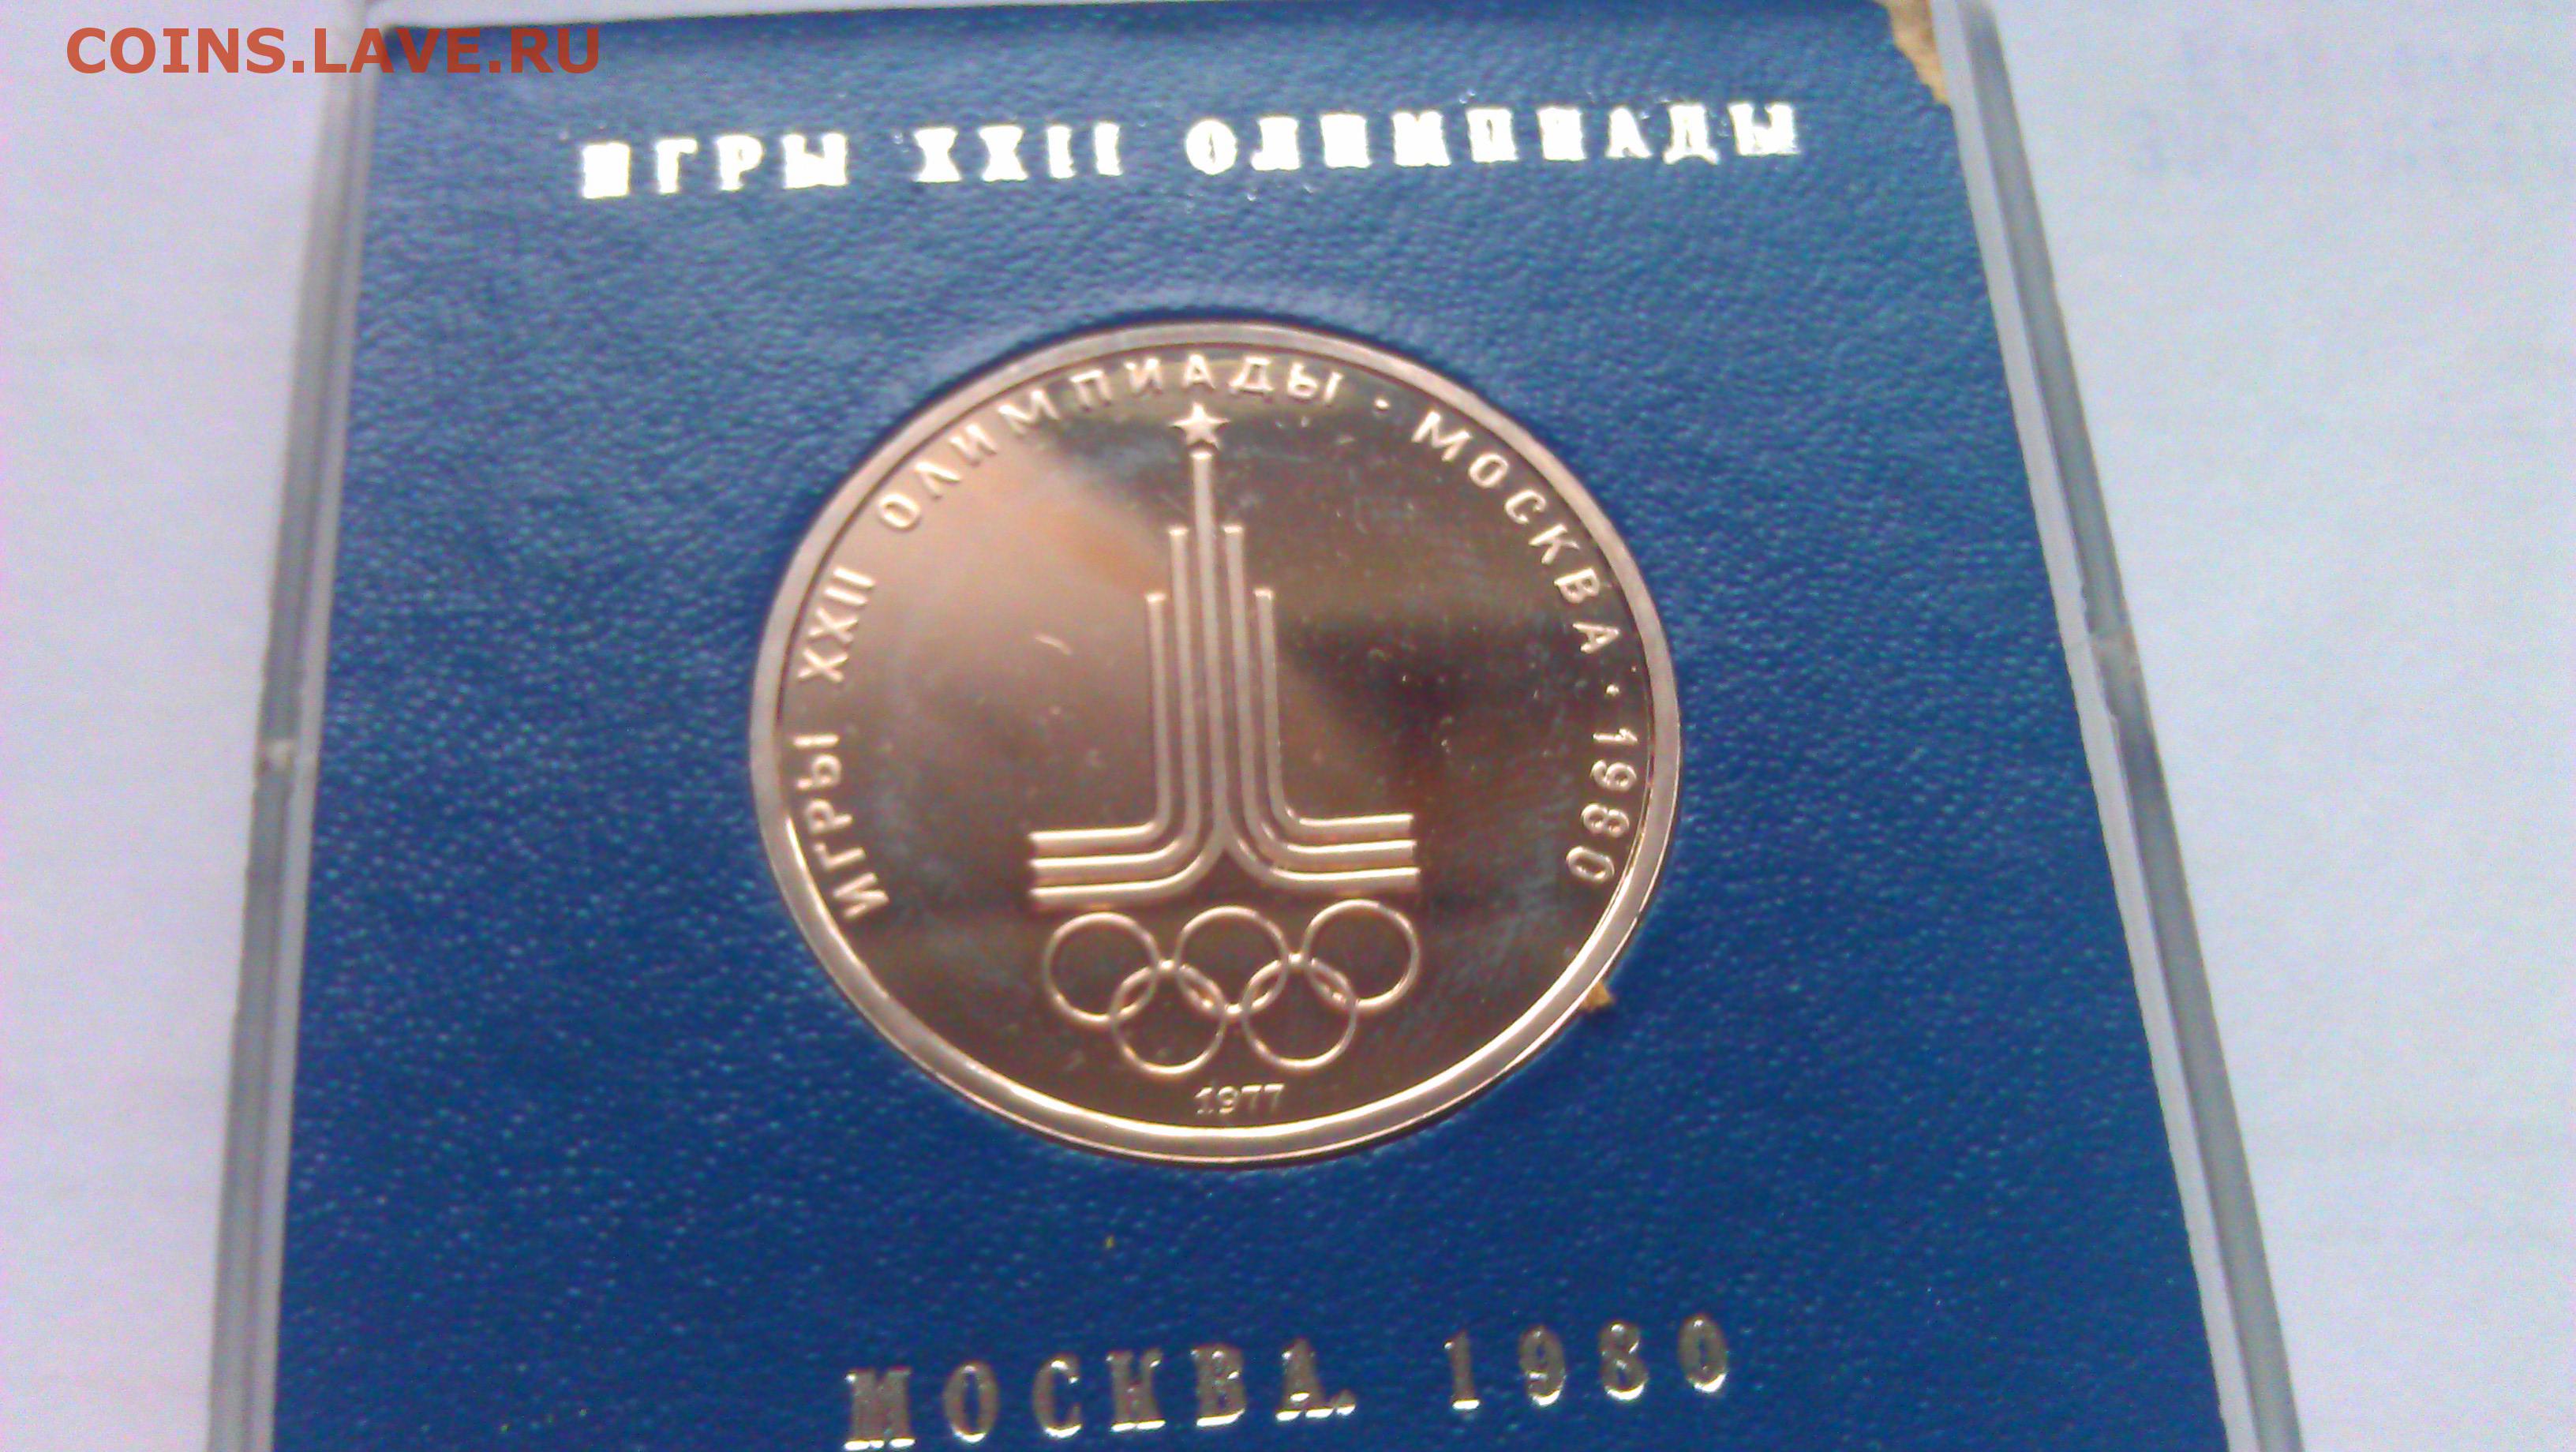 COINS.LAVE.RU
ИГРЫ XXII ОЛИМПИАДЫ
ИГРЫ XXII ОЛИМПИАДЫ · МОСКВА · 1980
1977
МОСКВА. 1980